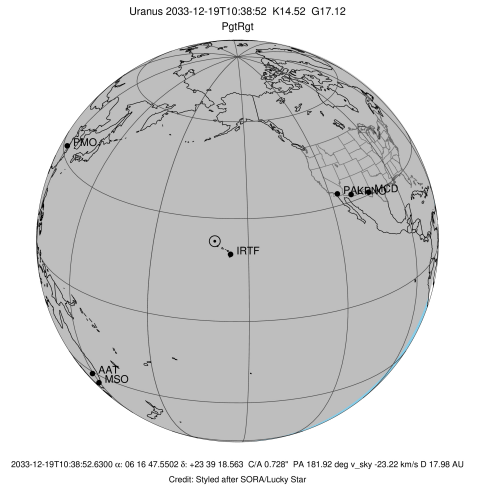 Uranus 2033-12-19T10:38:52 K14.52 G17.12
PgtRgt
PMO
MCD
IRTF
AAT
MSO
2033-12-19T10:38:52.6300 α: 06 16 47.5502 δ: +23 39 18.563 C/A 0.728" PA 181.92 deg v_sky -23.22 km/s D 17.98 AU
Credit: Styled after SORA/Lucky Star